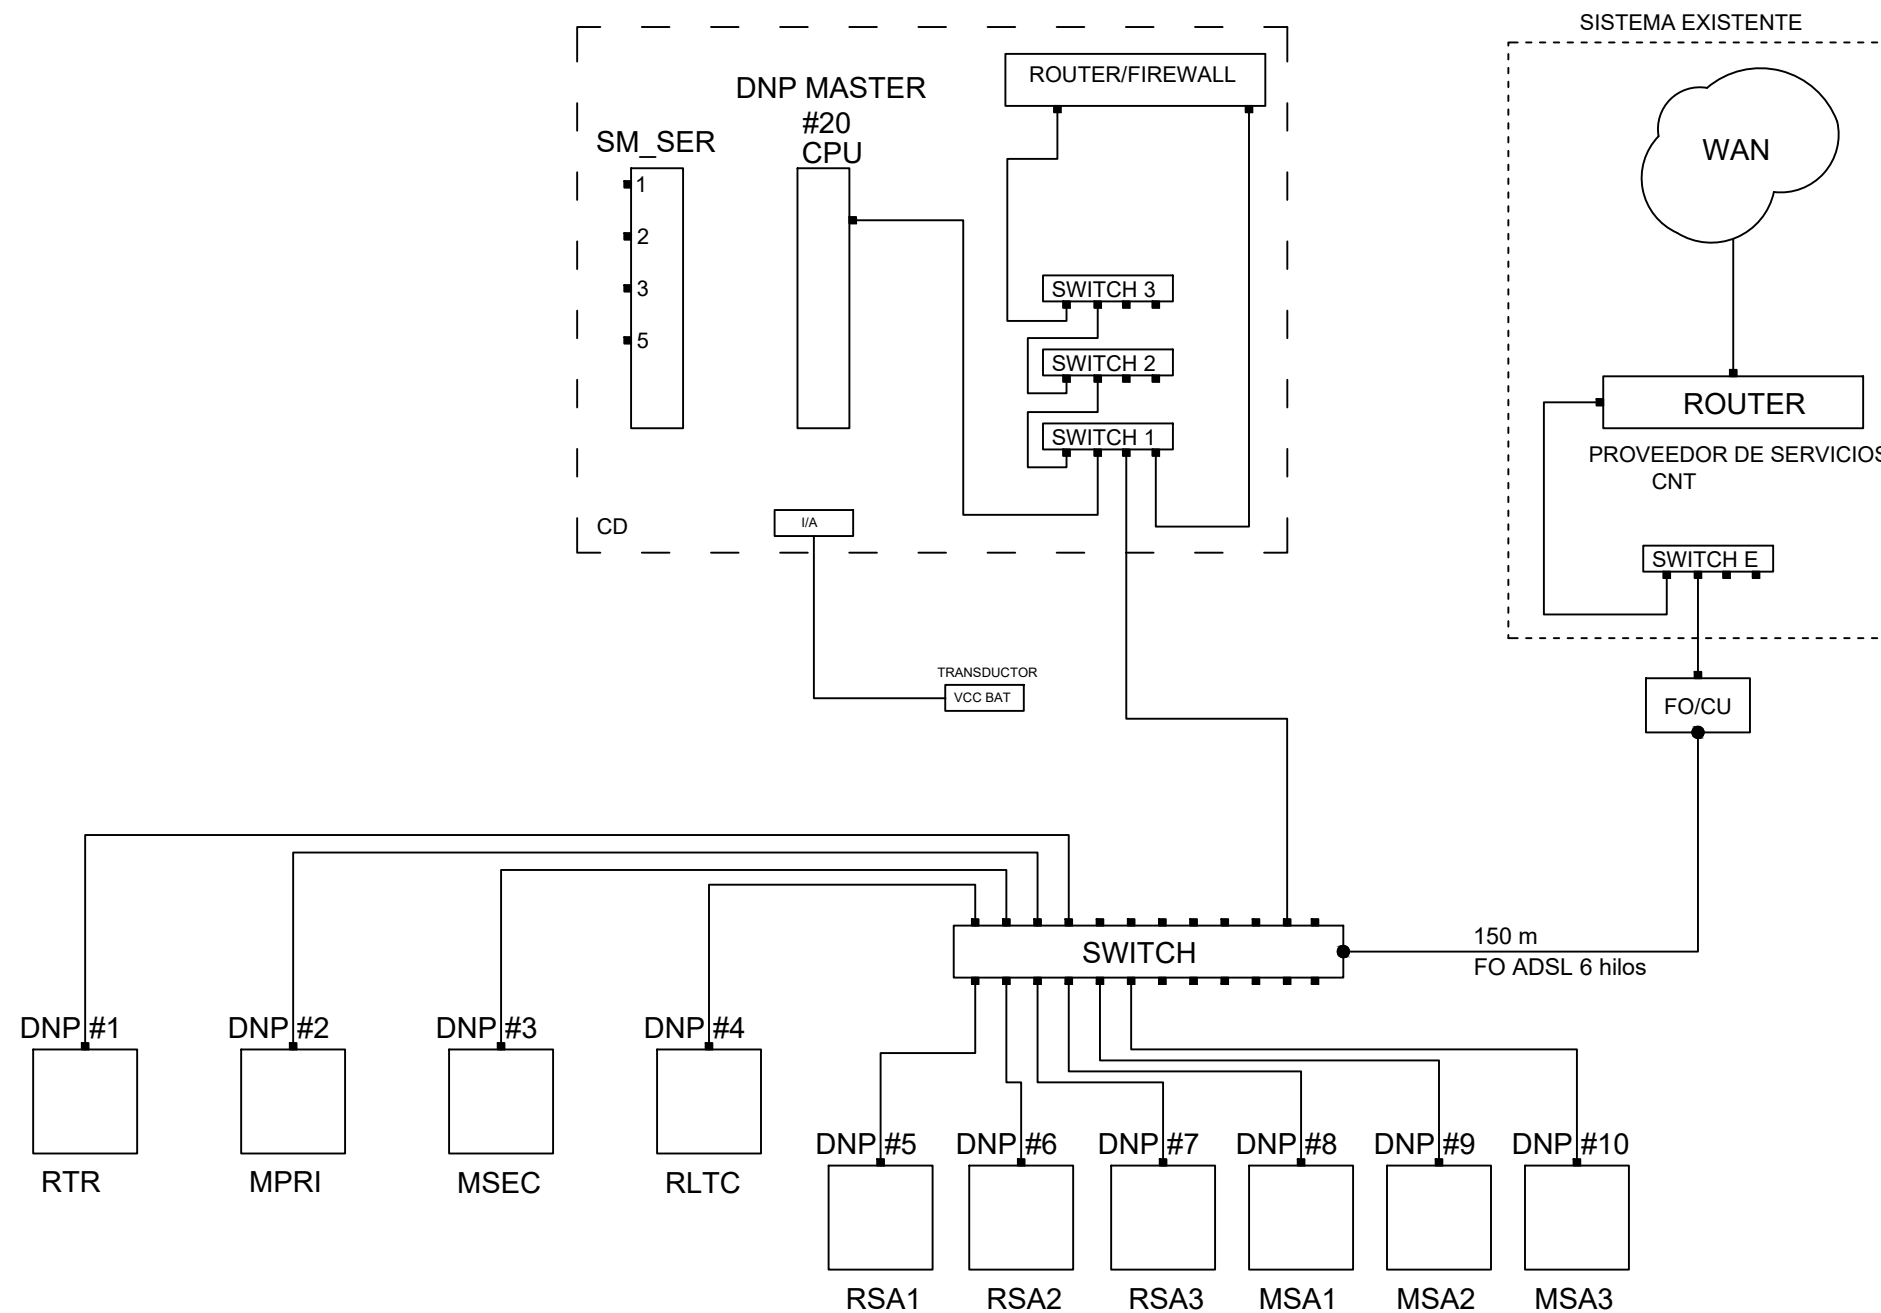 SISTEMA EXISTENTE
ROUTER/FIREWALL
DNP MASTER
#20
CPU
SM_SER
1
2
3
5
WAN
SWITCH 3
SWITCH 2
SWITCH 1
ROUTER
PROVEEDOR DE SERVICIOS
CNT
CD
I/A
SWITCH E
TRANSDUCTOR
VCC BAT
FO/CU
SWITCH
150 m
FO ADSL 6 hilos
DNP #1
DNP #2
DNP #3
DNP #4
RTR
MPRI
MSEC
RLTC
DNP #5
DNP #6
DNP #7
DNP #8
DNP #9
DNP #10
RSA1
RSA2
RSA3
MSA1
MSA2
MSA3